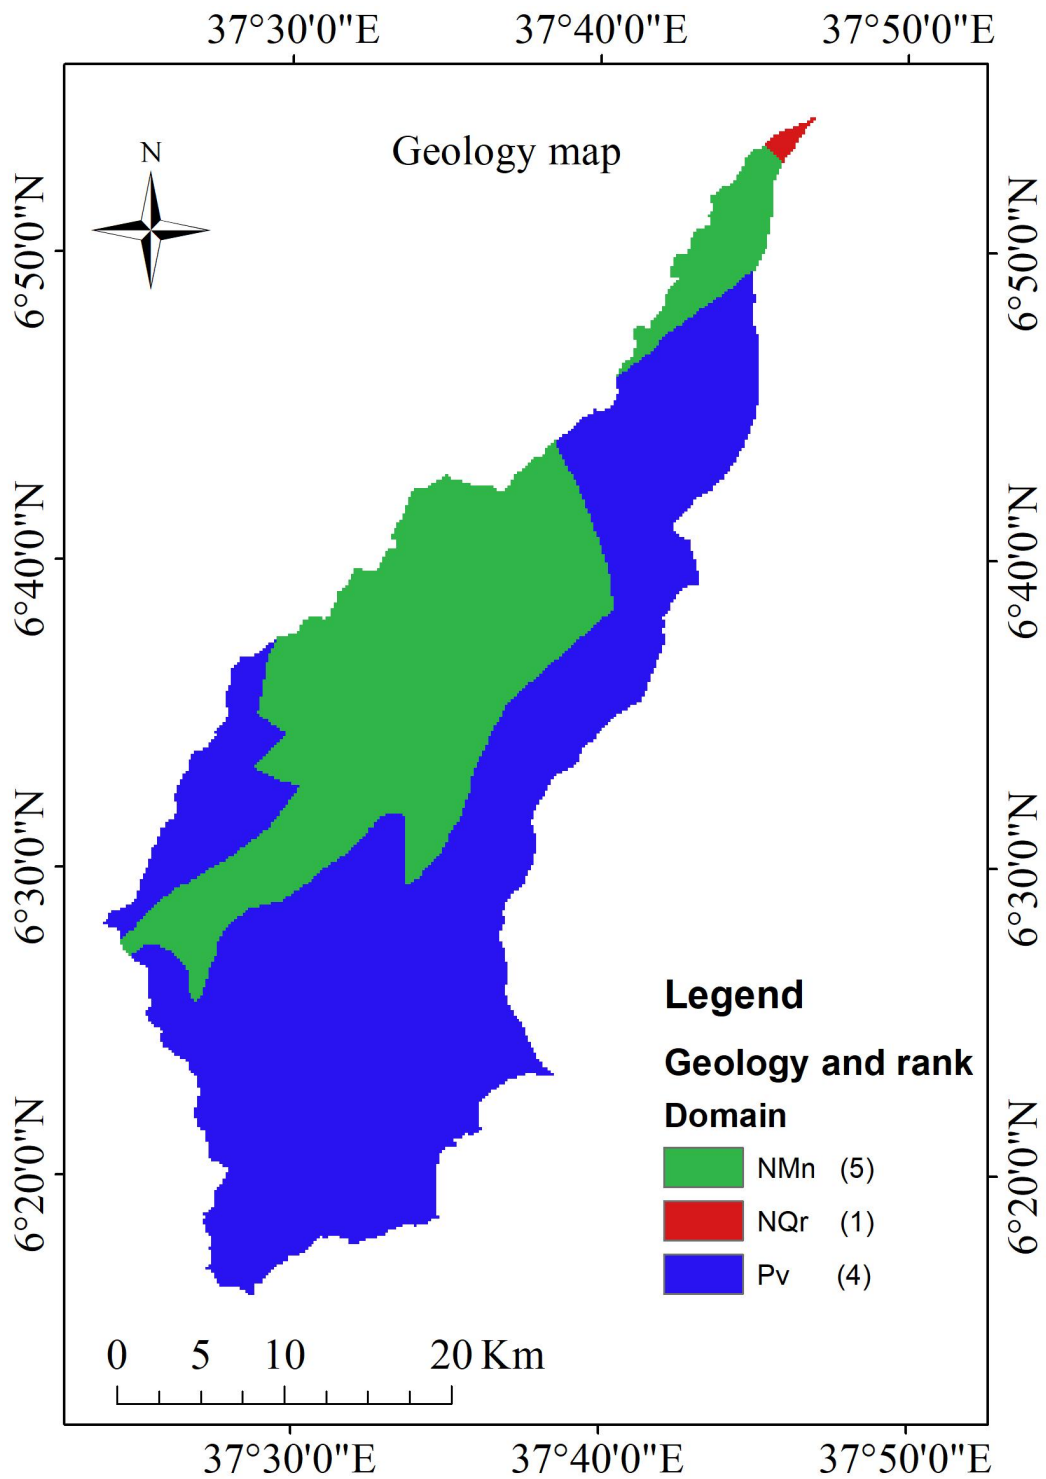 37°30'0"E 37°40'0"E 37°50'0"E
N
Geology map
6°50'0"N
6°50'0"N
6°40'0"N
6°40'0"N
6°30'0"N
6°30'0"N
Legend
Geology and rank
Domain
NMn (5)
NQr (1)
Pv (4)
6°20'0"N
6°20'0"N
0 5 10 20 Km
37°30'0"E 37°40'0"E 37°50'0"E